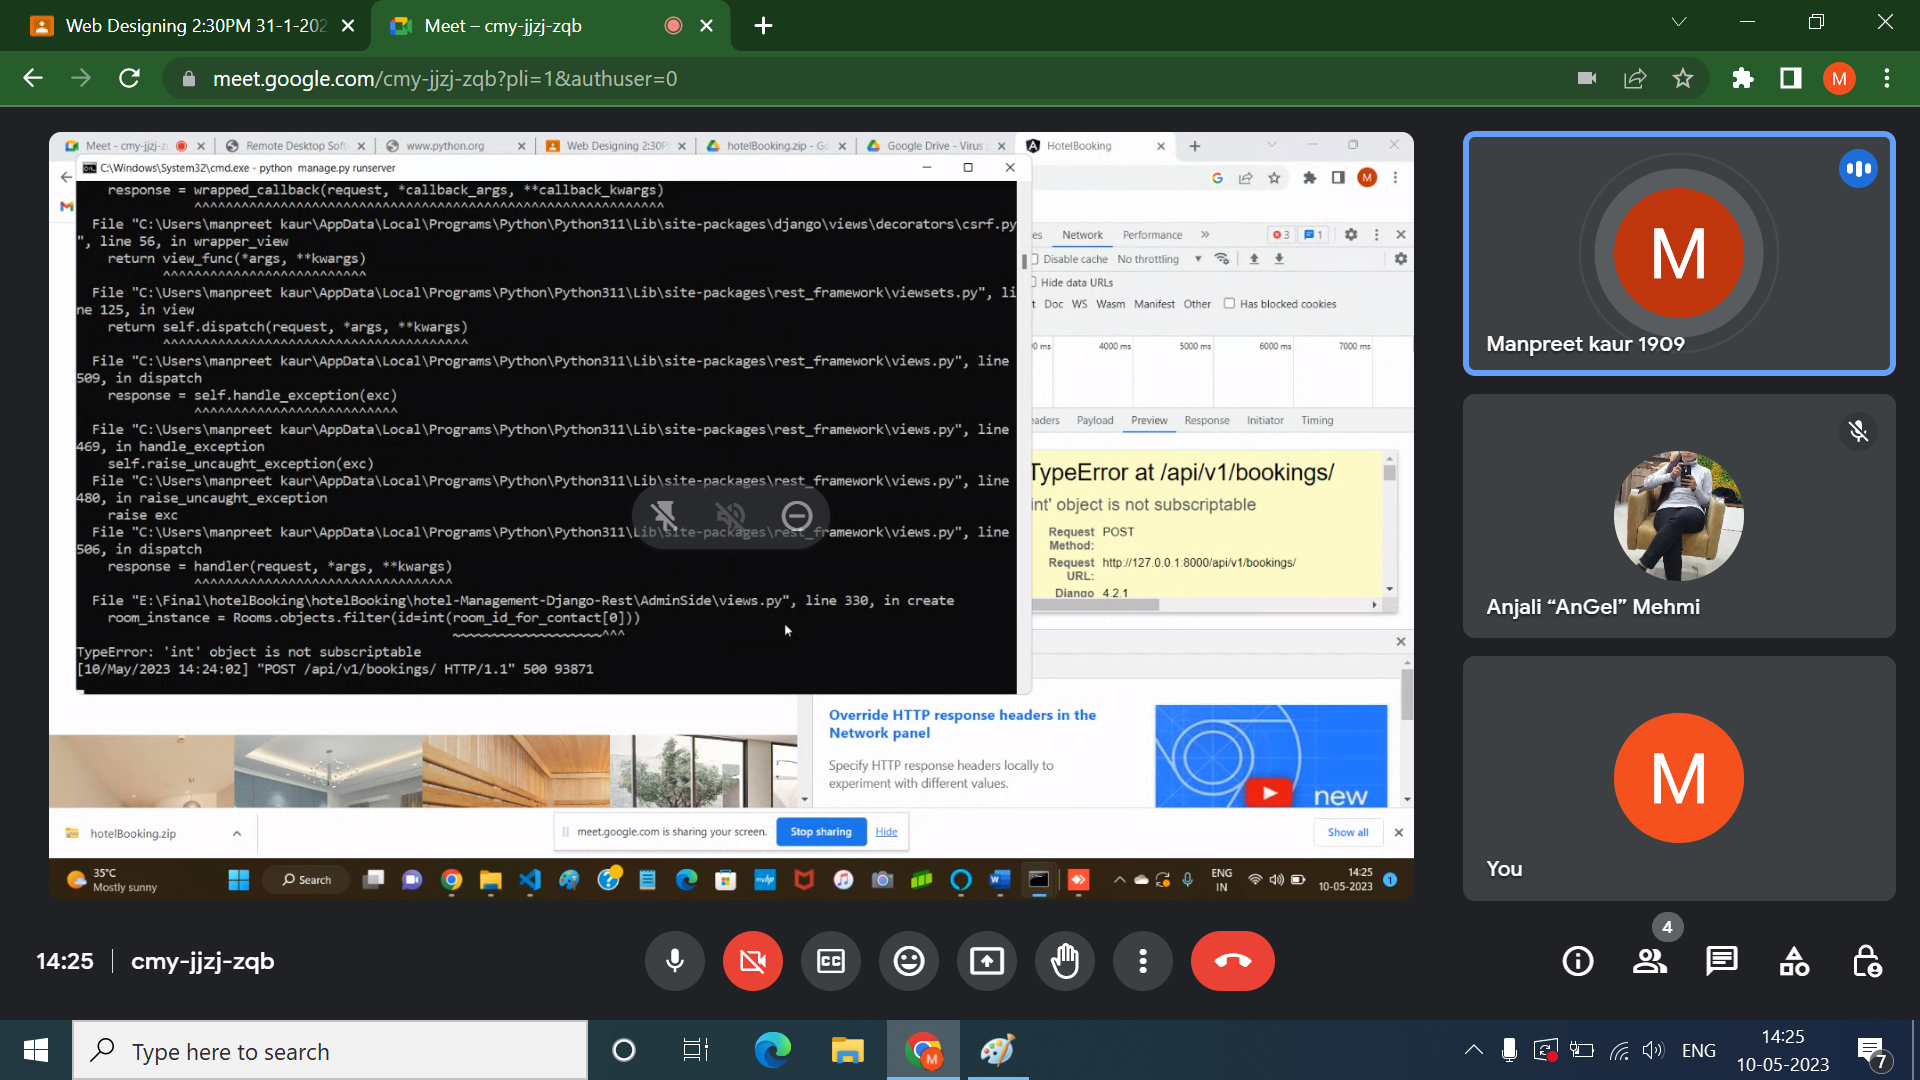 Web Designing 2:30PM 31-1-202
Meet – cmy-jjzj-zqb
meet.google.com/cmy-jjzj-zqb?pli=1&authuser=0
M
Meet - cmy-jjzj-z
Remote Desktop Soft
www.python.org
Web Designing 2:30P
hotelBooking.zip - Go
Google Drive - Virus
HotelBooking
C:\Windows\System32\cmd.exe - python manage.py runserver
response = wrapped_callback(request, *callback_args, **callback_kwargs)
^^^^^^^^^^^^^^^^^^^^^^^^^^^^^^^^^^^^^^^^^^^^^^^^^^^^^^^^^^^^
File "C:\Users\manpreet kaur\AppData\Local\Programs\Python\Python311\Lib\site-packages\django\views\decorators\csrf.py
", line 56, in wrapper_view
return view_func(*args, **kwargs)
^^^^^^^^^^^^^^^^^^^^^^^^^^
File "C:\Users\manpreet kaur\AppData\Local\Programs\Python\Python311\Lib\site-packages\rest_framework\viewsets.py", li
ne 125, in view
return self.dispatch(request, *args, **kwargs)
^^^^^^^^^^^^^^^^^^^^^^^^^^^^^^^^^^^^^^^
File "C:\Users\manpreet kaur\AppData\Local\Programs\Python\Python311\Lib\site-packages\rest_framework\views.py", line
509, in dispatch
response = self.handle_exception(exc)
^^^^^^^^^^^^^^^^^^^^^^^^^^
File "C:\Users\manpreet kaur\AppData\Local\Programs\Python\Python311\Lib\site-packages\rest_framework\views.py", line
469, in handle_exception
self.raise_uncaught_exception(exc)
File "C:\Users\manpreet kaur\AppData\Local\Programs\Python\Python311\Lib\site-packages\rest_framework\views.py", line
480, in raise_uncaught_exception
raise exc
File "C:\Users\manpreet kaur\AppData\Local\Programs\Python\Python311\Lib\site-packages\rest_framework\views.py", line
506, in dispatch
response = handler(request, *args, **kwargs)
^^^^^^^^^^^^^^^^^^^^^^^^^^^^^^^^^
File "E:\Final\hotelBooking\hotelBooking\hotel-Management-Django-Rest\AdminSide\views.py", line 330, in create
room_instance = Rooms.objects.filter(id=int(room_id_for_contact[0]))
~~~~~~~~~~~~~~~~~~~^^^
TypeError: 'int' object is not subscriptable
[10/May/2023 14:24:02] "POST /api/v1/bookings/ HTTP/1.1" 500 93871
M
es Network Performance » 3 1
Disable cache No throttling
Hide data URLs
t Doc WS Wasm Manifest Other Has blocked cookies
0 ms 4000 ms 5000 ms 6000 ms 7000 ms
eaders Payload Preview Response Initiator Timing
TypeError at /api/v1/bookings/
int' object is not subscriptable
Request Method: POST
Request URL: http://127.0.0.1:8000/api/v1/bookings/
Django 4.2.1
Override HTTP response headers in the
Network panel
Specify HTTP response headers locally to
experiment with different values.
new
hotelBooking.zip
meet.google.com is sharing your screen. Stop sharing Hide
Show all
35°C
Mostly sunny
Search
ENG
IN
14:25
10-05-2023
1
M
Manpreet kaur 1909
Anjali “AnGel” Mehmi
M
You
14:25 | cmy-jjzj-zqb
CC
4
Type here to search
M
ENG
14:25
10-05-2023
7